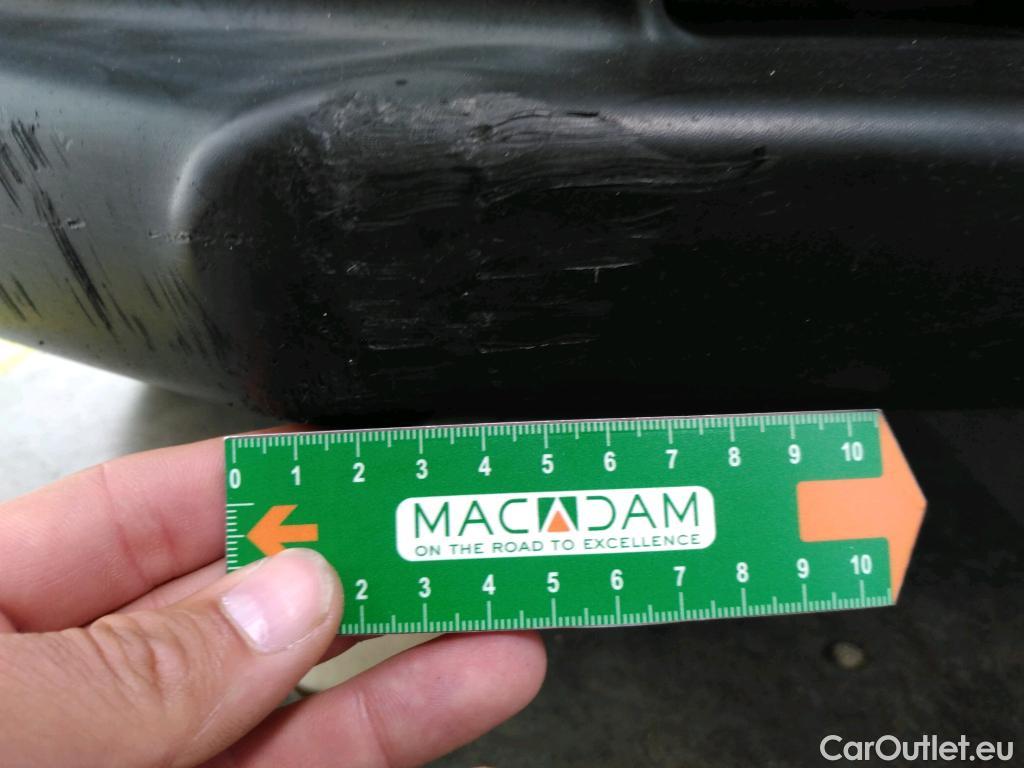 0 1 2 3 4 5 6 7 8 9 10
MACADAM
ON THE ROAD TO EXCELLENCE
2 3 4 5 6 7 8 9 10
CarOutlet.eu